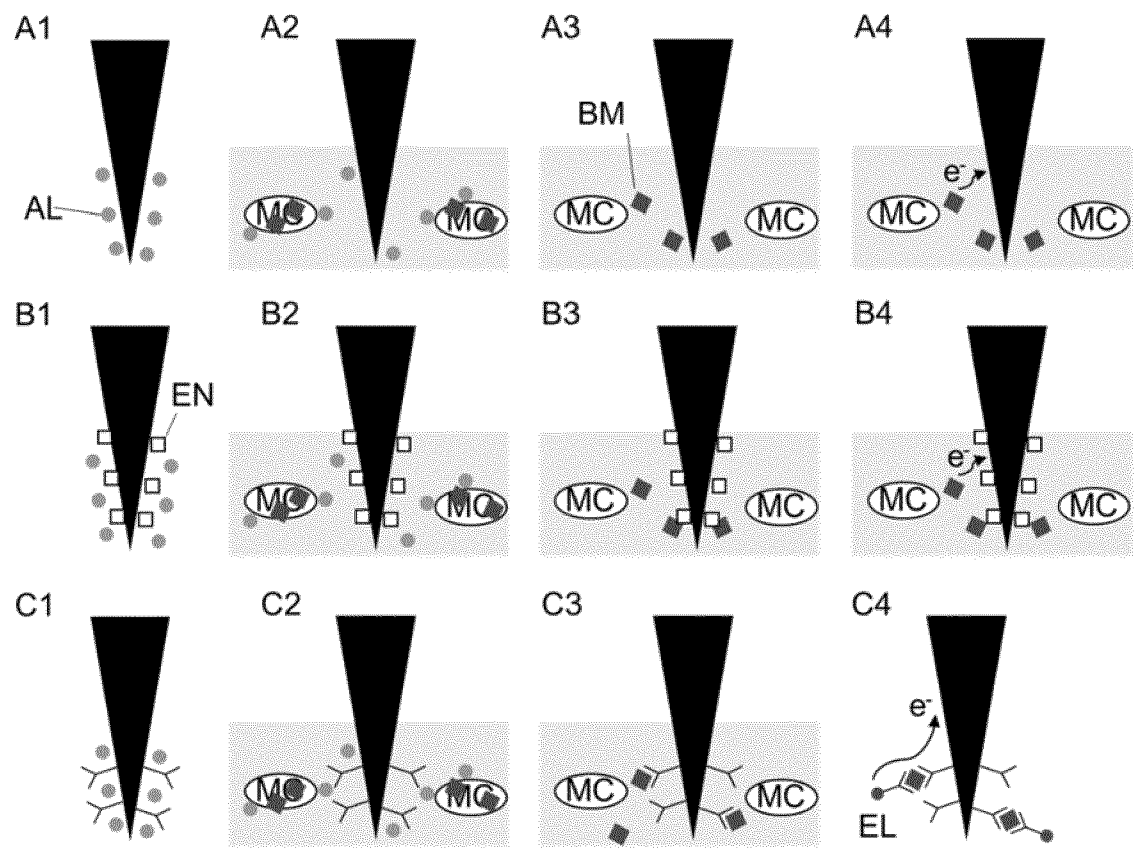 A1 A2 A3 A4
BM
e-
AL MC MC MC MC MC MC
B1 B2 B3 B4
EN
e-
MC MC MC MC MC MC
C1 C2 C3 C4
e-
MC MC MC MC
EL